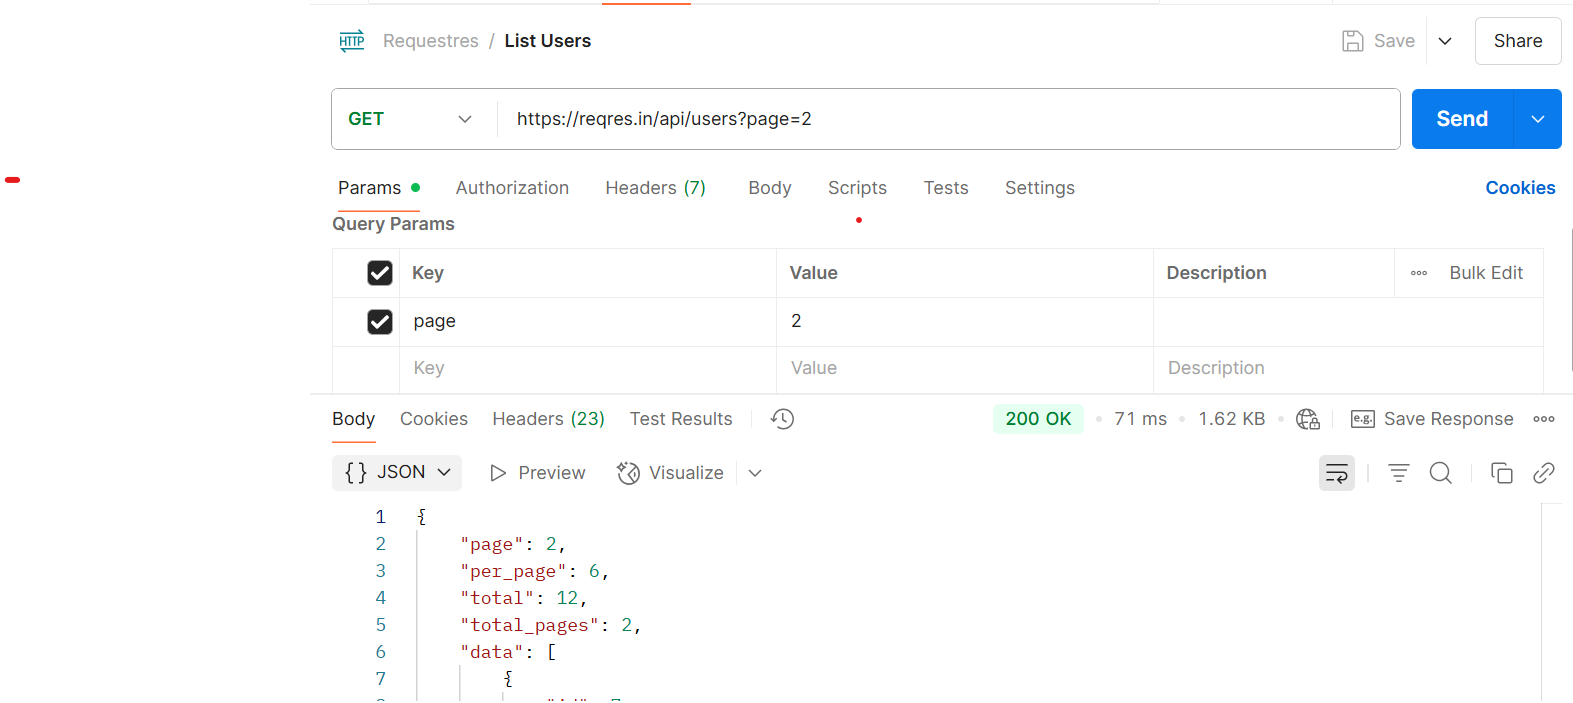 HTTP Requestres / List Users Save Share
GET https://reqres.in/api/users?page=2 Send
Params Authorization Headers (7) Body Scripts Tests Settings Cookies
Query Params
Key Value Description Bulk Edit
page 2
Key Value Description
Body Cookies Headers (23) Test Results 200 OK • 71 ms • 1.62 KB • e.g. Save Response
{} JSON Preview Visualize
1 {
2 "page": 2,
3 "per_page": 6,
4 "total": 12,
5 "total_pages": 2,
6 "data": [
7 {